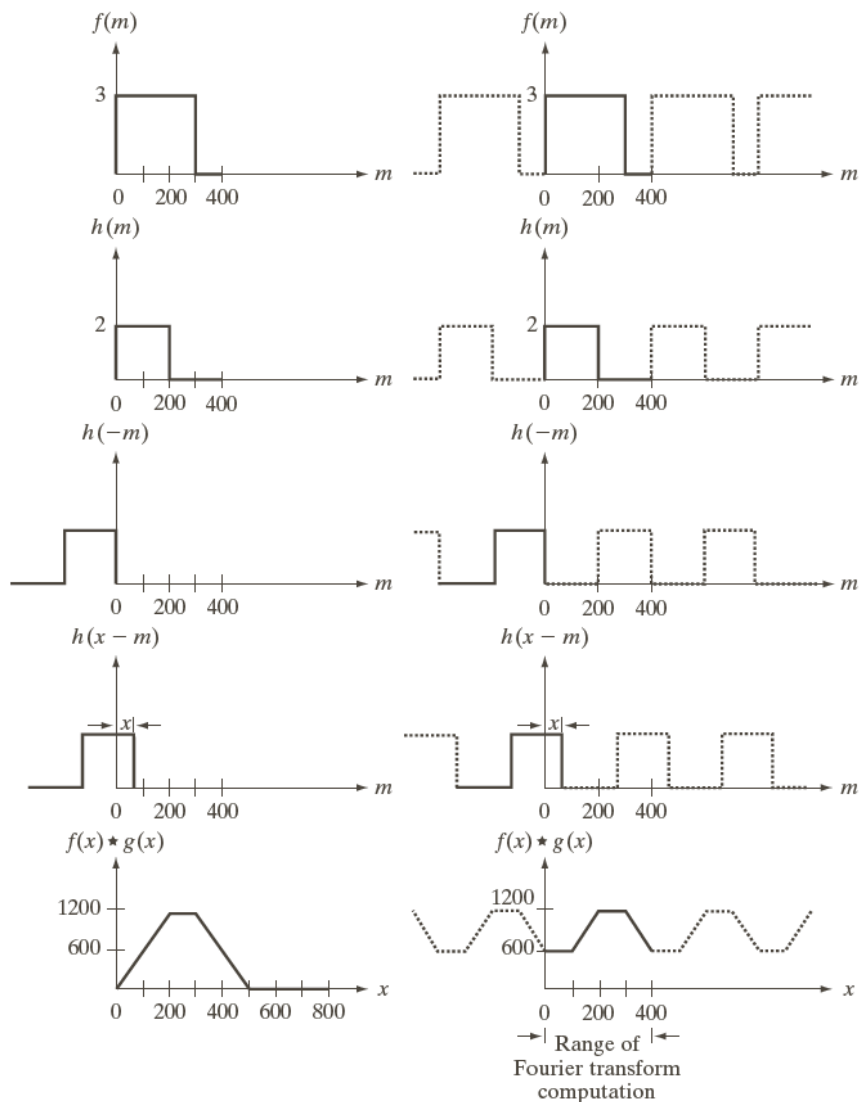 f(m)
3
0 200 400 m
f(m)
3
0 200 400 m
h(m)
2
0 200 400 m
h(m)
2
0 200 400 m
h(−m)
0 200 400 m
h(−m)
0 200 400 m
h(x − m)
x
0 200 400 m
h(x − m)
x
0 200 400 m
f(x) ★ g(x)
1200
600
0 200 400 600 800 x
f(x) ★ g(x)
1200
600
0 200 400 x
Range of
Fourier transform
computation